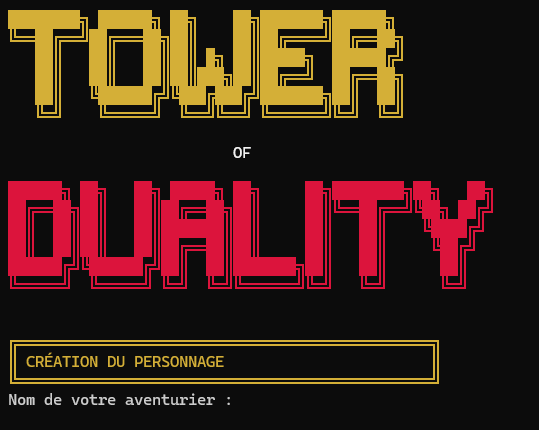 TOWER
OF
DUALITY
CRÉATION DU PERSONNAGE
Nom de votre aventurier :